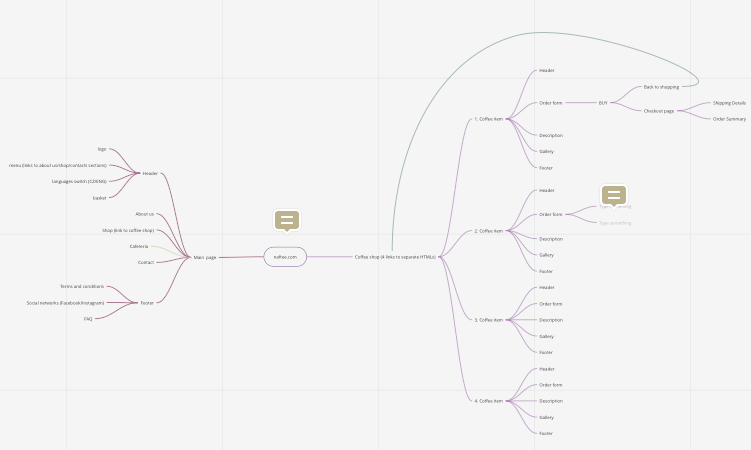 logo
menu (links to about us/shop/contacts sections)
languages switch (CZ/ENG)
basket
Header
About us
Shop (link to coffee shop)
Cafeteria
Contact
Main page
Terms and conditions
Social networks (Facebook/Instagram)
FAQ
Footer
naftee.com
Coffee shop (4 links to separate HTMLs)
1. Coffee item
Header
Order form
BUY
Back to shopping
Checkout page
Shipping Details
Order Summary
Description
Gallery
Footer
2. Coffee item
Header
Order form
Type something
Description
Gallery
Footer
3. Coffee item
Header
Order form
Description
Gallery
Footer
4. Coffee item
Header
Order form
Description
Gallery
Footer